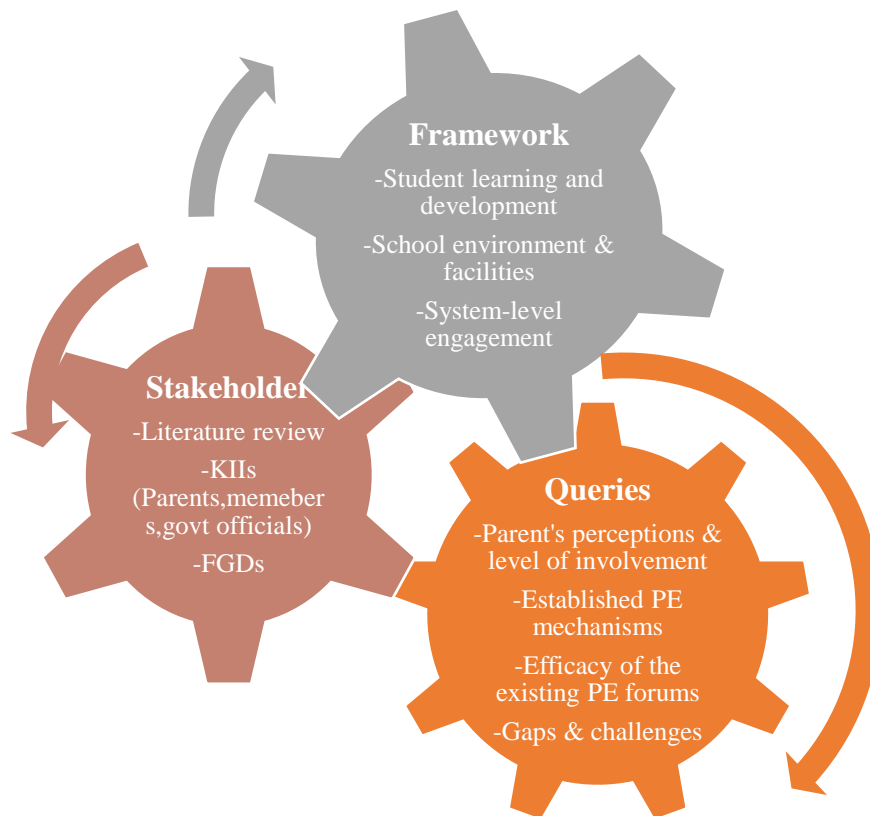 Framework
-Student learning and
development
-School environment &
facilities
-System-level
engagement
Stakeholder
-Literature review
-KIIs
(Parents,memeber
s,govt officials)
-FGDs
Queries
-Parent's perceptions &
level of involvement
-Established PE
mechanisms
-Efficacy of the
existing PE forums
-Gaps & challenges